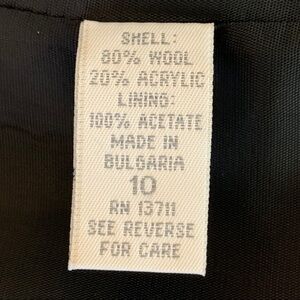 SHELL:
80% WOOL
20% ACRYLIC
LINING:
100% ACETATE
MADE IN
BULGARIA
10
RN 13711
SEE REVERSE
FOR CARE